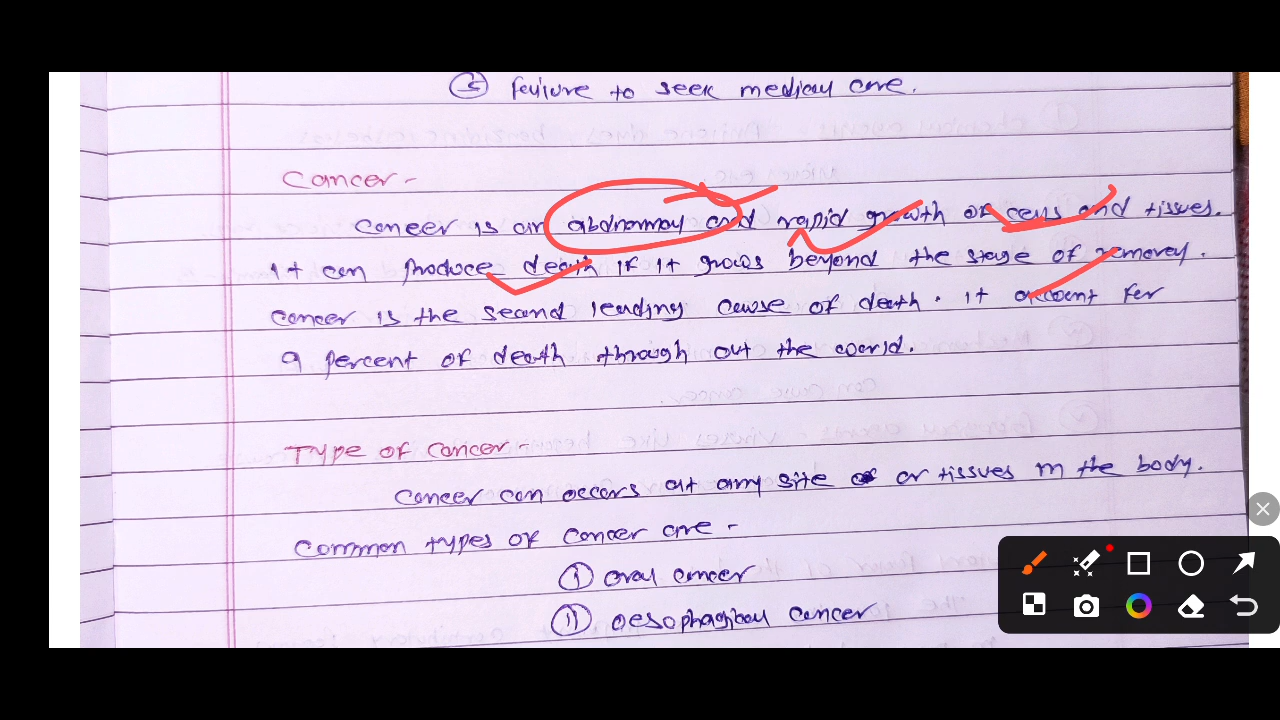 ⑤ failure to seek medical care.
Cancer -
Cancer is an abdnormal and rapid growth of cells and tissues.
It can produce death if it grows beyond the stage of removal.
cancer is the second leading cause of death. it account for
9 percent of death through out the world.
Type of cancer -
Cancer can occars at any site or tissues in the body.
Common types of cancer are -
(i) oral cancer
(ii) oesophagibal cancer